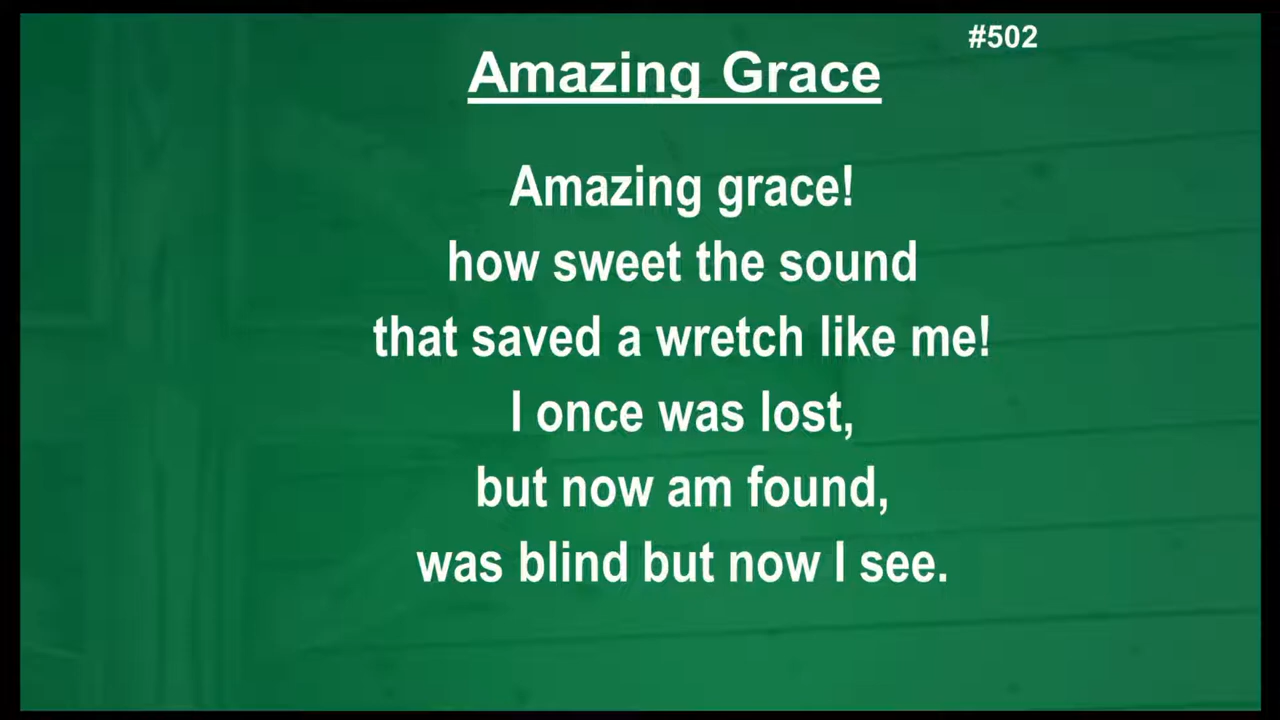 #502
Amazing Grace
Amazing grace!
how sweet the sound
that saved a wretch like me!
I once was lost,
but now am found,
was blind but now I see.